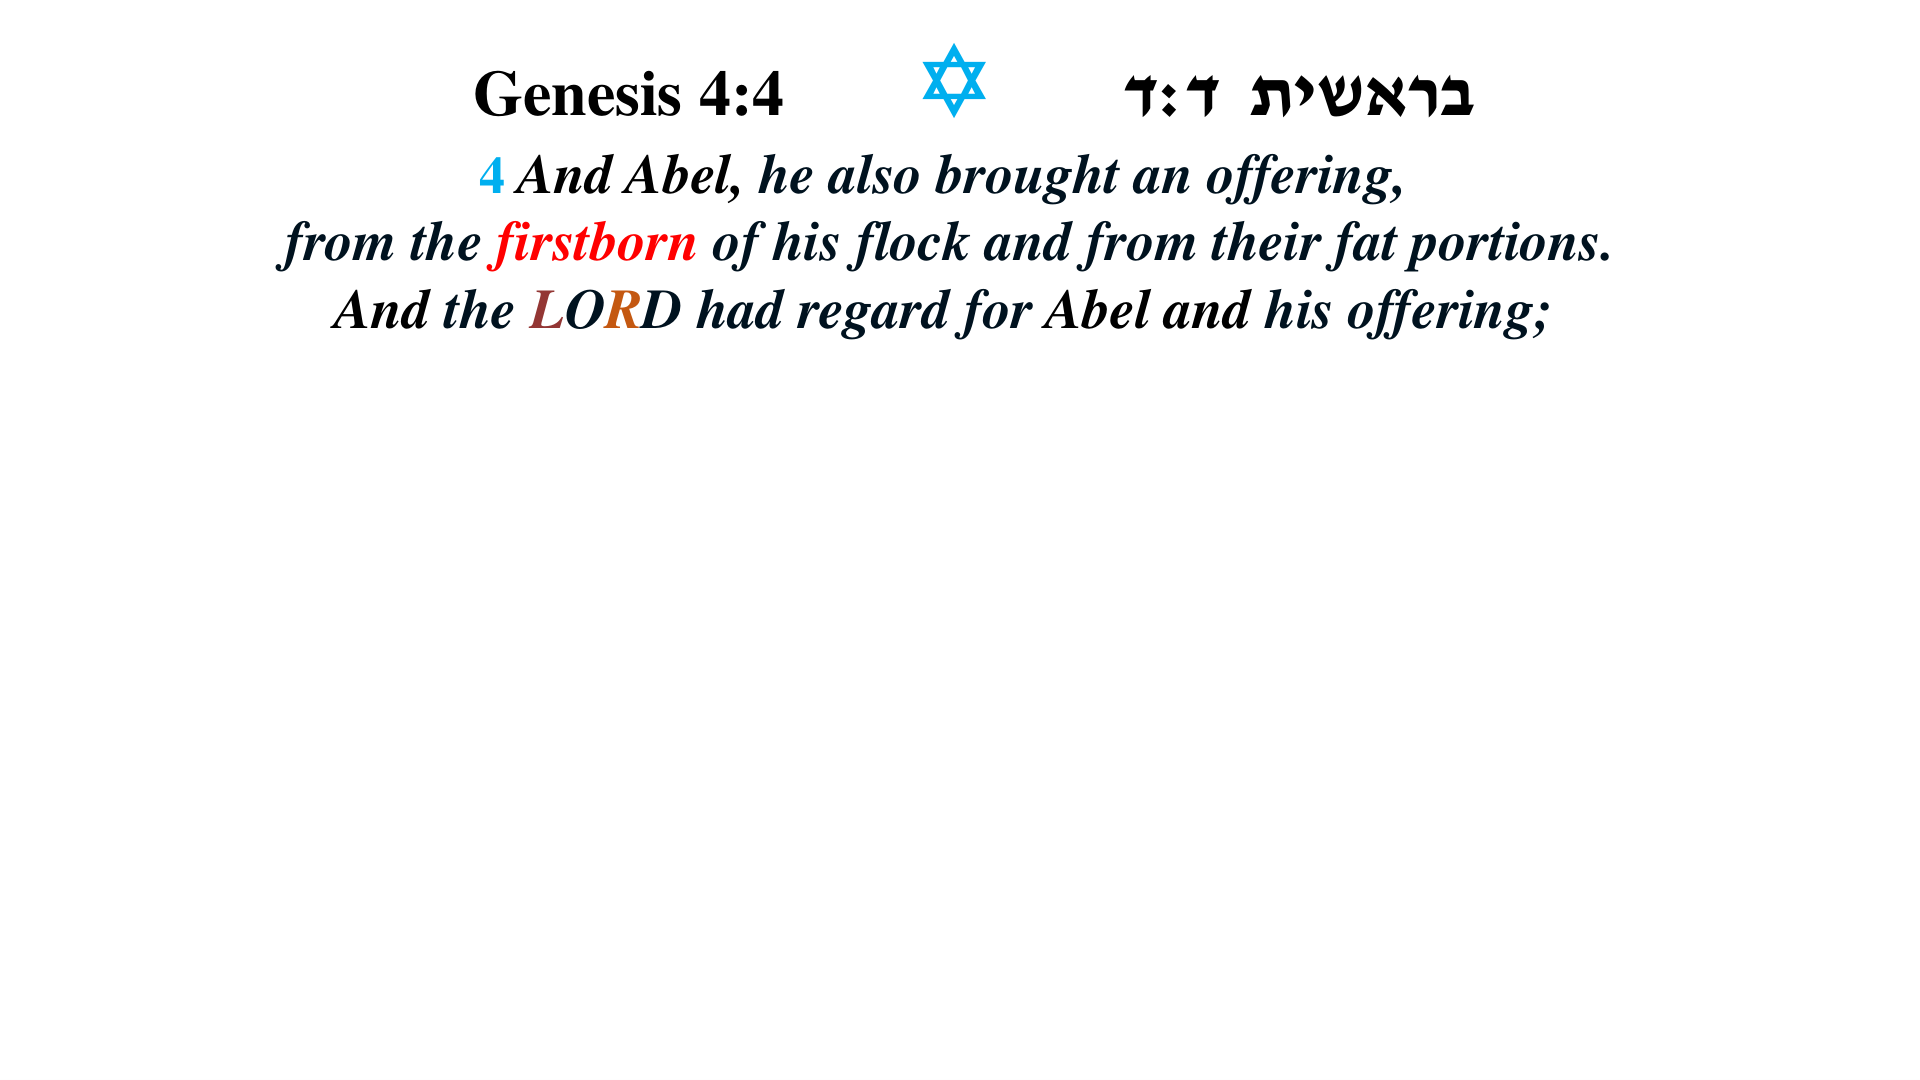 Genesis 4:4 ✡ בראשית ד:ד
4 And Abel, he also brought an offering,
from the firstborn of his flock and from their fat portions.
And the LORD had regard for Abel and his offering;